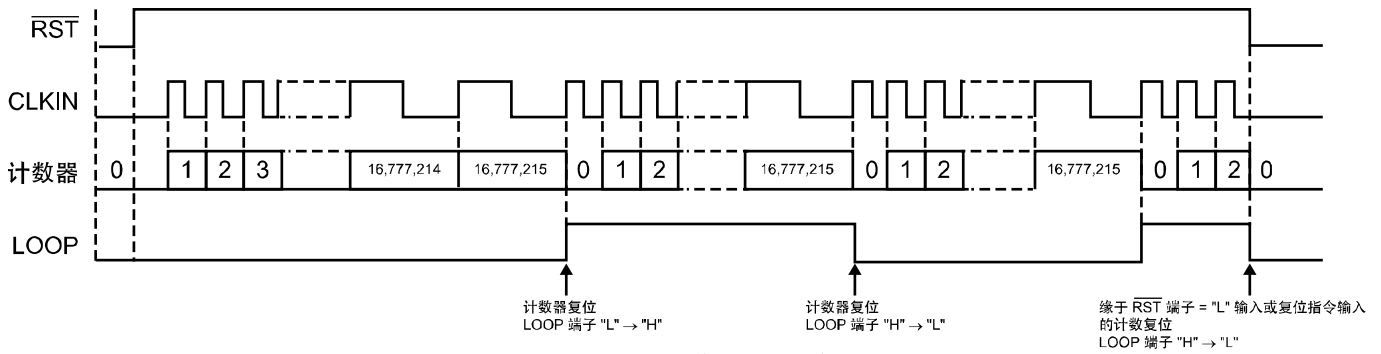 RST
CLKIN
计数器 0 1 2 3 16,777,214 16,777,215 0 1 2 16,777,215 0 1 2 16,777,215 0 1 2 0
LOOP
计数器复位
LOOP 端子 "L" → "H"
计数器复位
LOOP 端子 "H" → "L"
缘于 RST 端子 = "L" 输入或复位指令输入
的计数复位
LOOP 端子 "H" → "L"